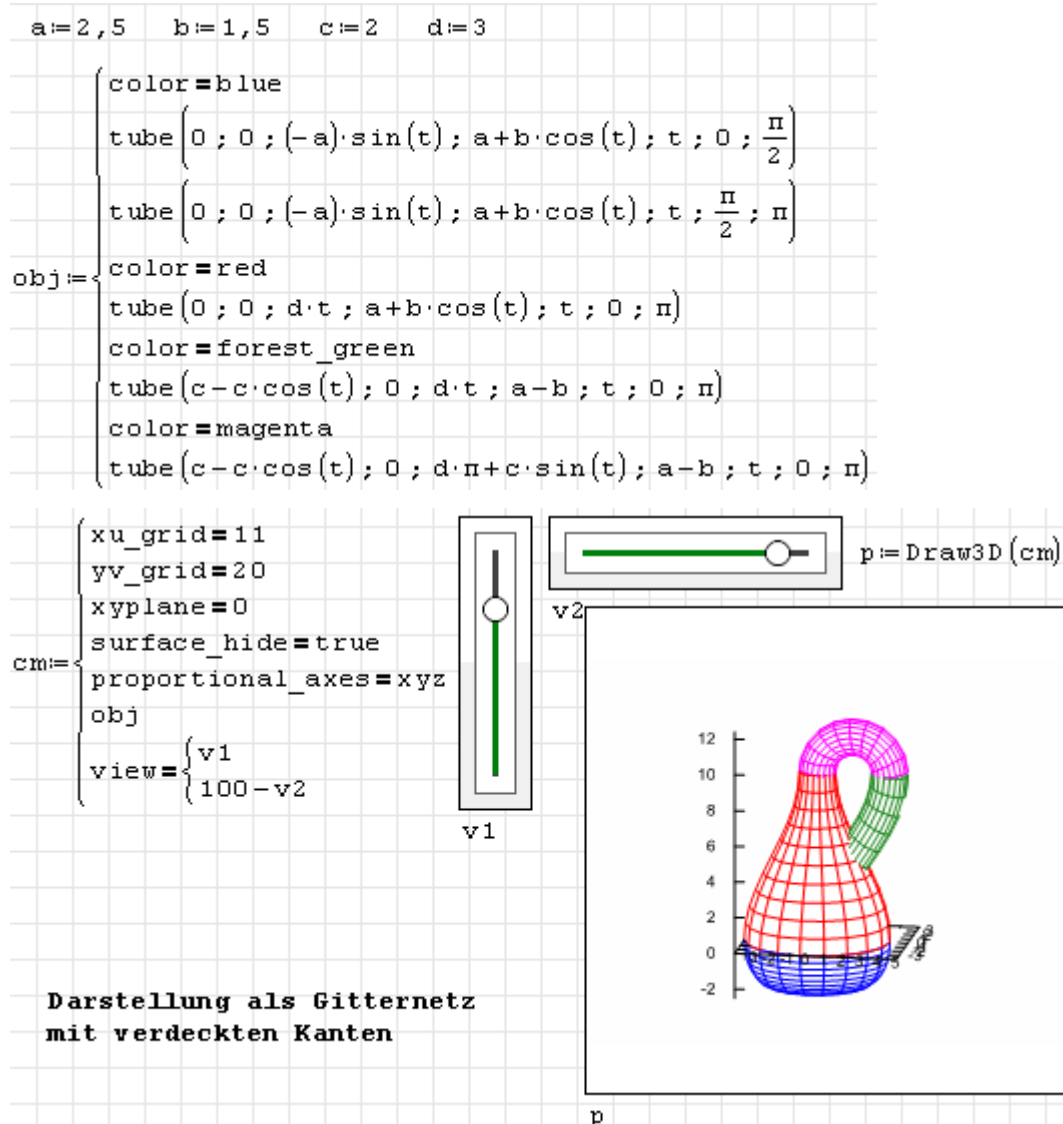 a:=2,5 b:=1,5 c:=2 d:=3
color=blue
tube(0 ; 0 ; (-a)·sin(t) ; a+b·cos(t) ; t ; 0 ; π/2)
tube(0 ; 0 ; (-a)·sin(t) ; a+b·cos(t) ; t ; π/2 ; π)
obj:=
color=red
tube(0 ; 0 ; d·t ; a+b·cos(t) ; t ; 0 ; π)
color=forest_green
tube(c-c·cos(t) ; 0 ; d·t ; a-b ; t ; 0 ; π)
color=magenta
tube(c-c·cos(t) ; 0 ; d·π+c·sin(t) ; a-b ; t ; 0 ; π)
xu_grid=11
yv_grid=20
xyplane=0
surface_hide=true
cm:=
proportional_axes=xyz
obj
view={v1
100-v2
v1
v2
p:=Draw3D(cm)
12
10
8
6
4
2
0
-2
Darstellung als Gitternetz
mit verdeckten Kanten
p